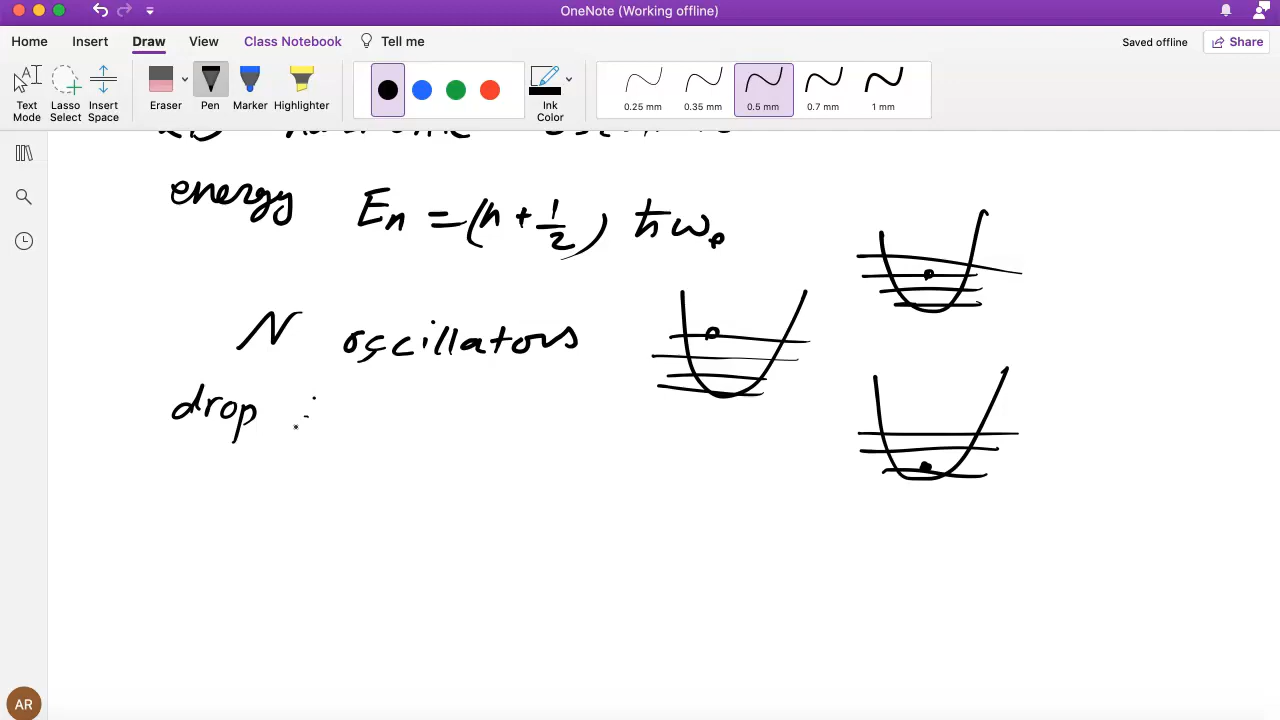 OneNote (Working offline)
Home Insert Draw View Class Notebook Tell me
Saved offline Share
Text Mode Lasso Select Insert Space Eraser Pen Marker Highlighter Ink Color 0.25 mm 0.35 mm 0.5 mm 0.7 mm 1 mm
energy Eₙ = (n + 1/2) ħω₀
N oscillators
drop
AR